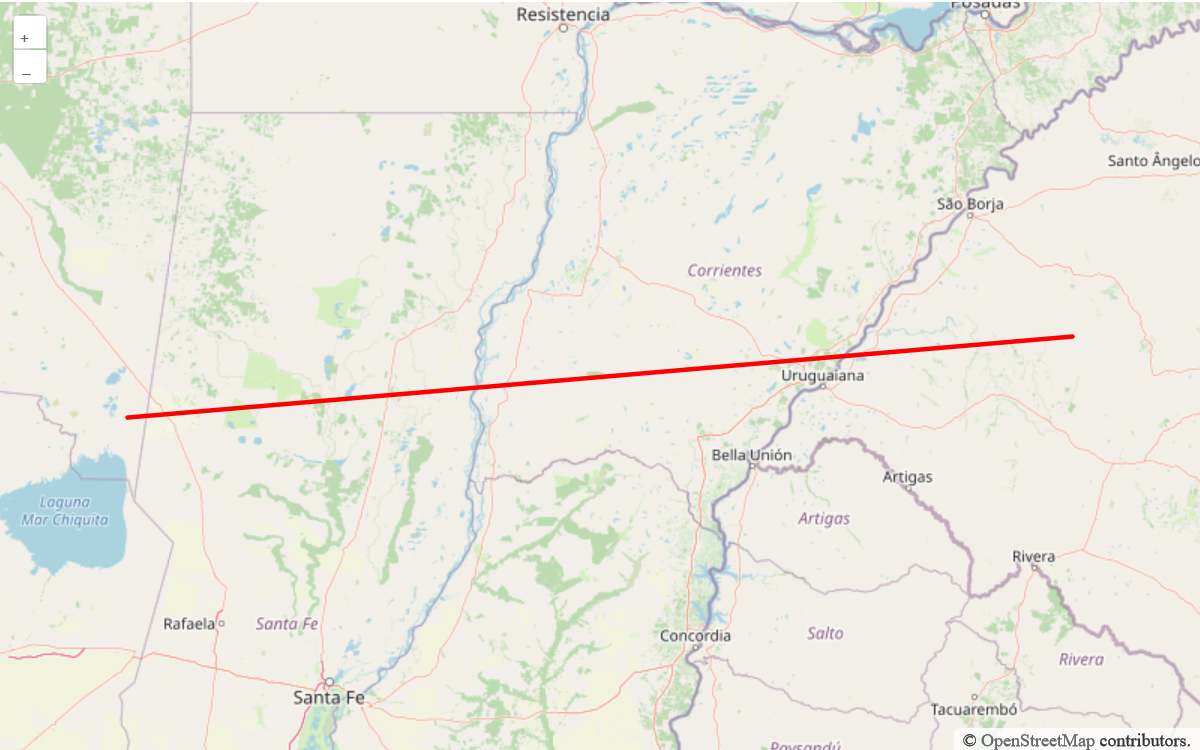 Resistencia
Posadas
+
–
Santo Ângelo
São Borja
Corrientes
Uruguaiana
Bella Unión
Artigas
Laguna
Mar Chiquita
Artigas
Rivera
Rafaela
Santa Fe
Concordia
Salto
Rivera
Santa Fe
Tacuarembó
Paysandú
© OpenStreetMap contributors.